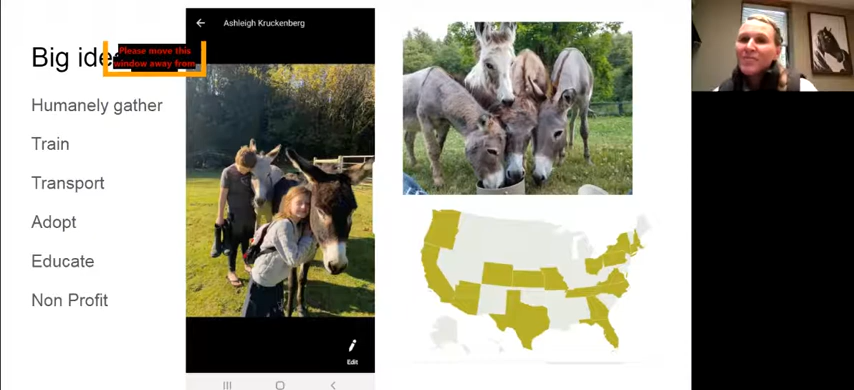 Big ide
Please move this
window away from
Humanely gather
Train
Transport
Adopt
Educate
Non Profit
Ashleigh Kruckenberg
Edit